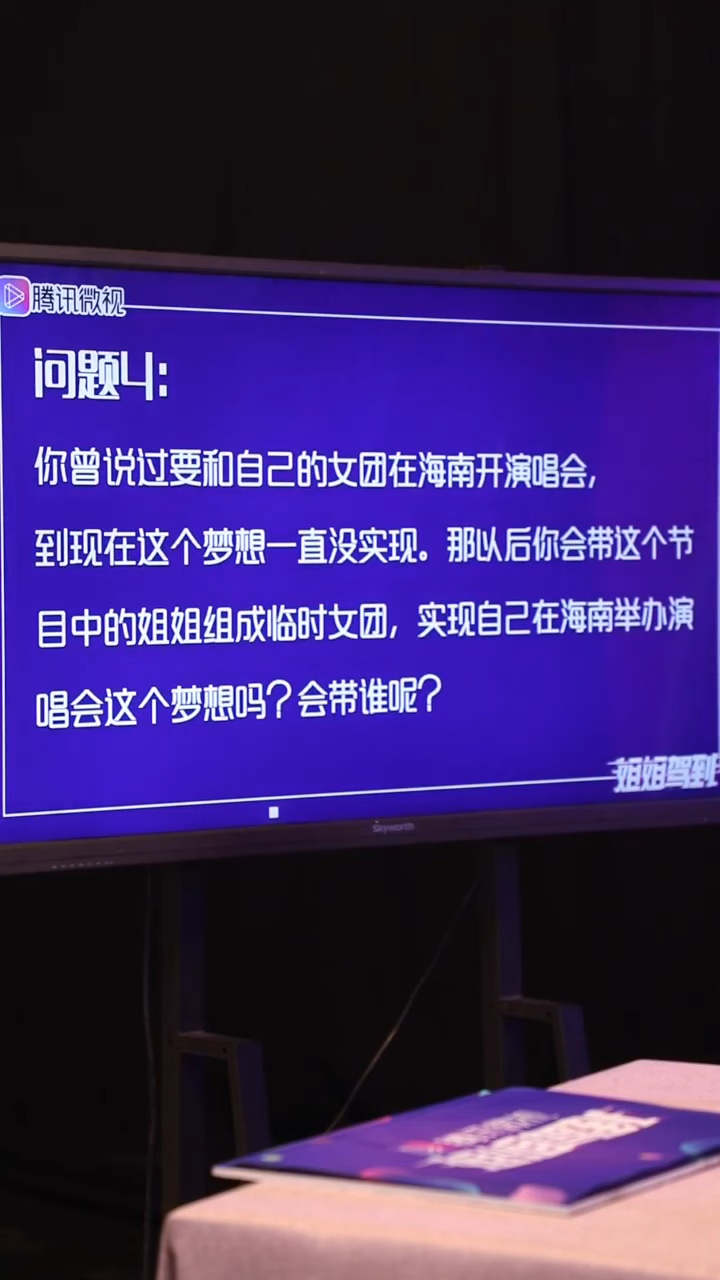 腾讯微视
问题4:
你曾说过要和自己的女团在海南开演唱会,
到现在这个梦想一直没实现。那以后你会带这个节
目中的姐姐组成临时女团,实现自己在海南举办演
唱会这个梦想吗?会带谁呢?
姐姐驾到
Skyworth